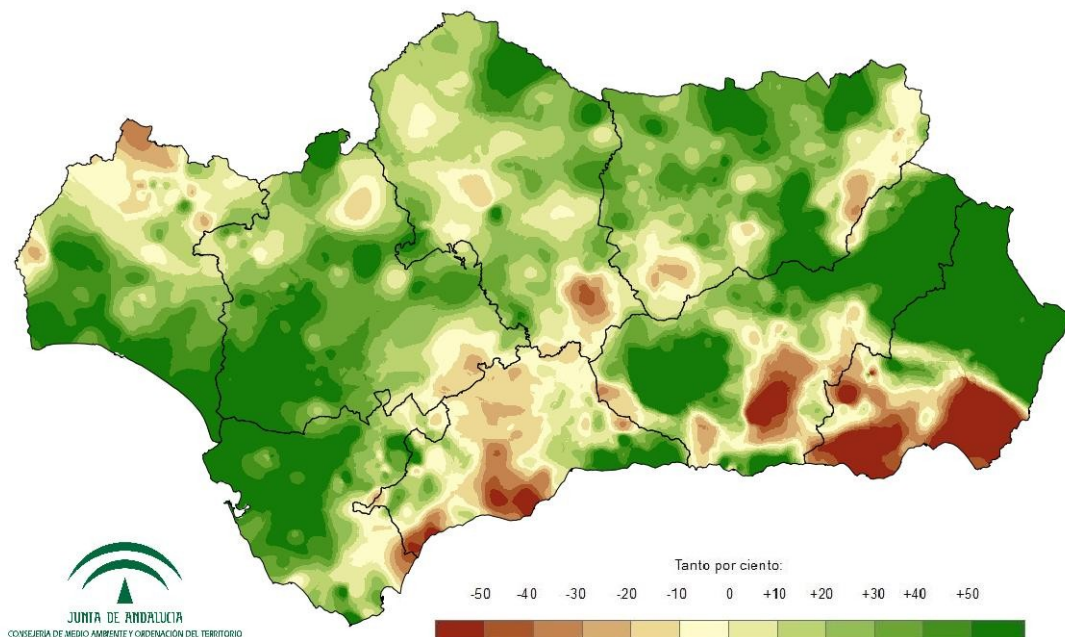 Tanto por ciento:
-50 -40 -30 -20 -10 0 +10 +20 +30 +40 +50
JUNTA DE ANDALUCIA
CONSEJERÍA DE MEDIO AMBIENTE Y ORDENACIÓN DEL TERRITORIO